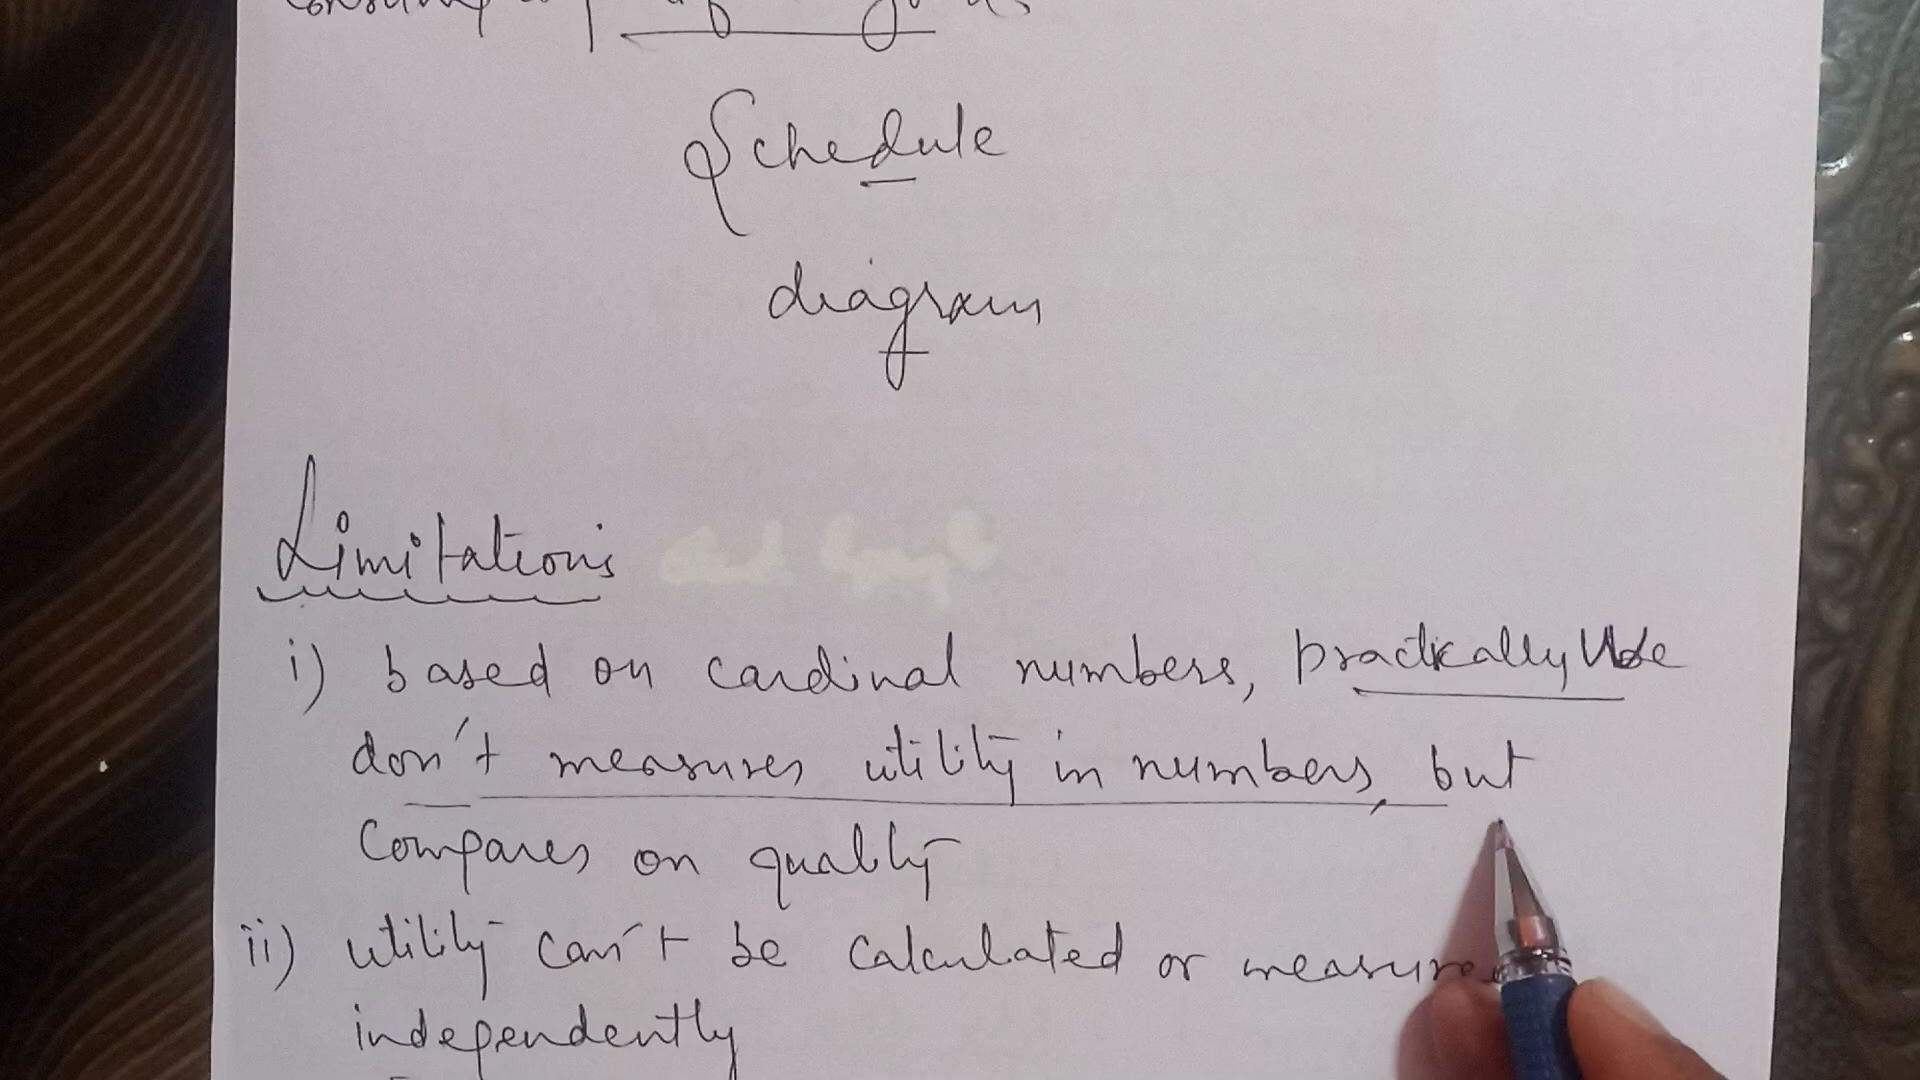 Schedule
diagram
Limitations
i) based on cardinal numbers, practically we
don't measures utility in numbers, but
Compares on quality
ii) utility can't be calculated or measure
independently